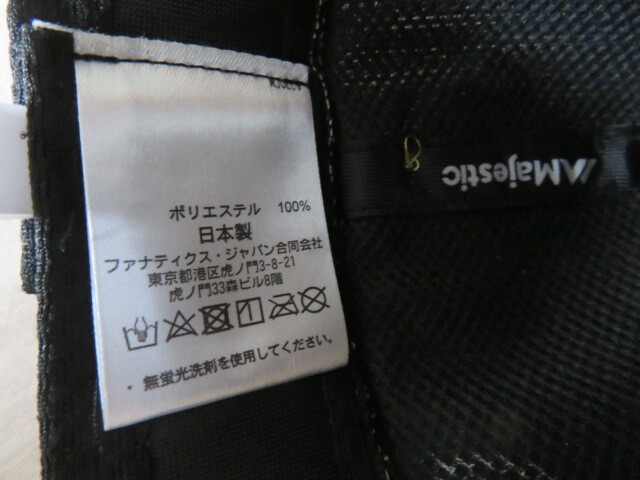 ポリエステル 100%
日本製
ファナティクス・ジャパン合同会社
東京都港区虎ノ門3-8-21
虎ノ門33森ビル8階
・無蛍光洗剤を使用してください。
Majestic